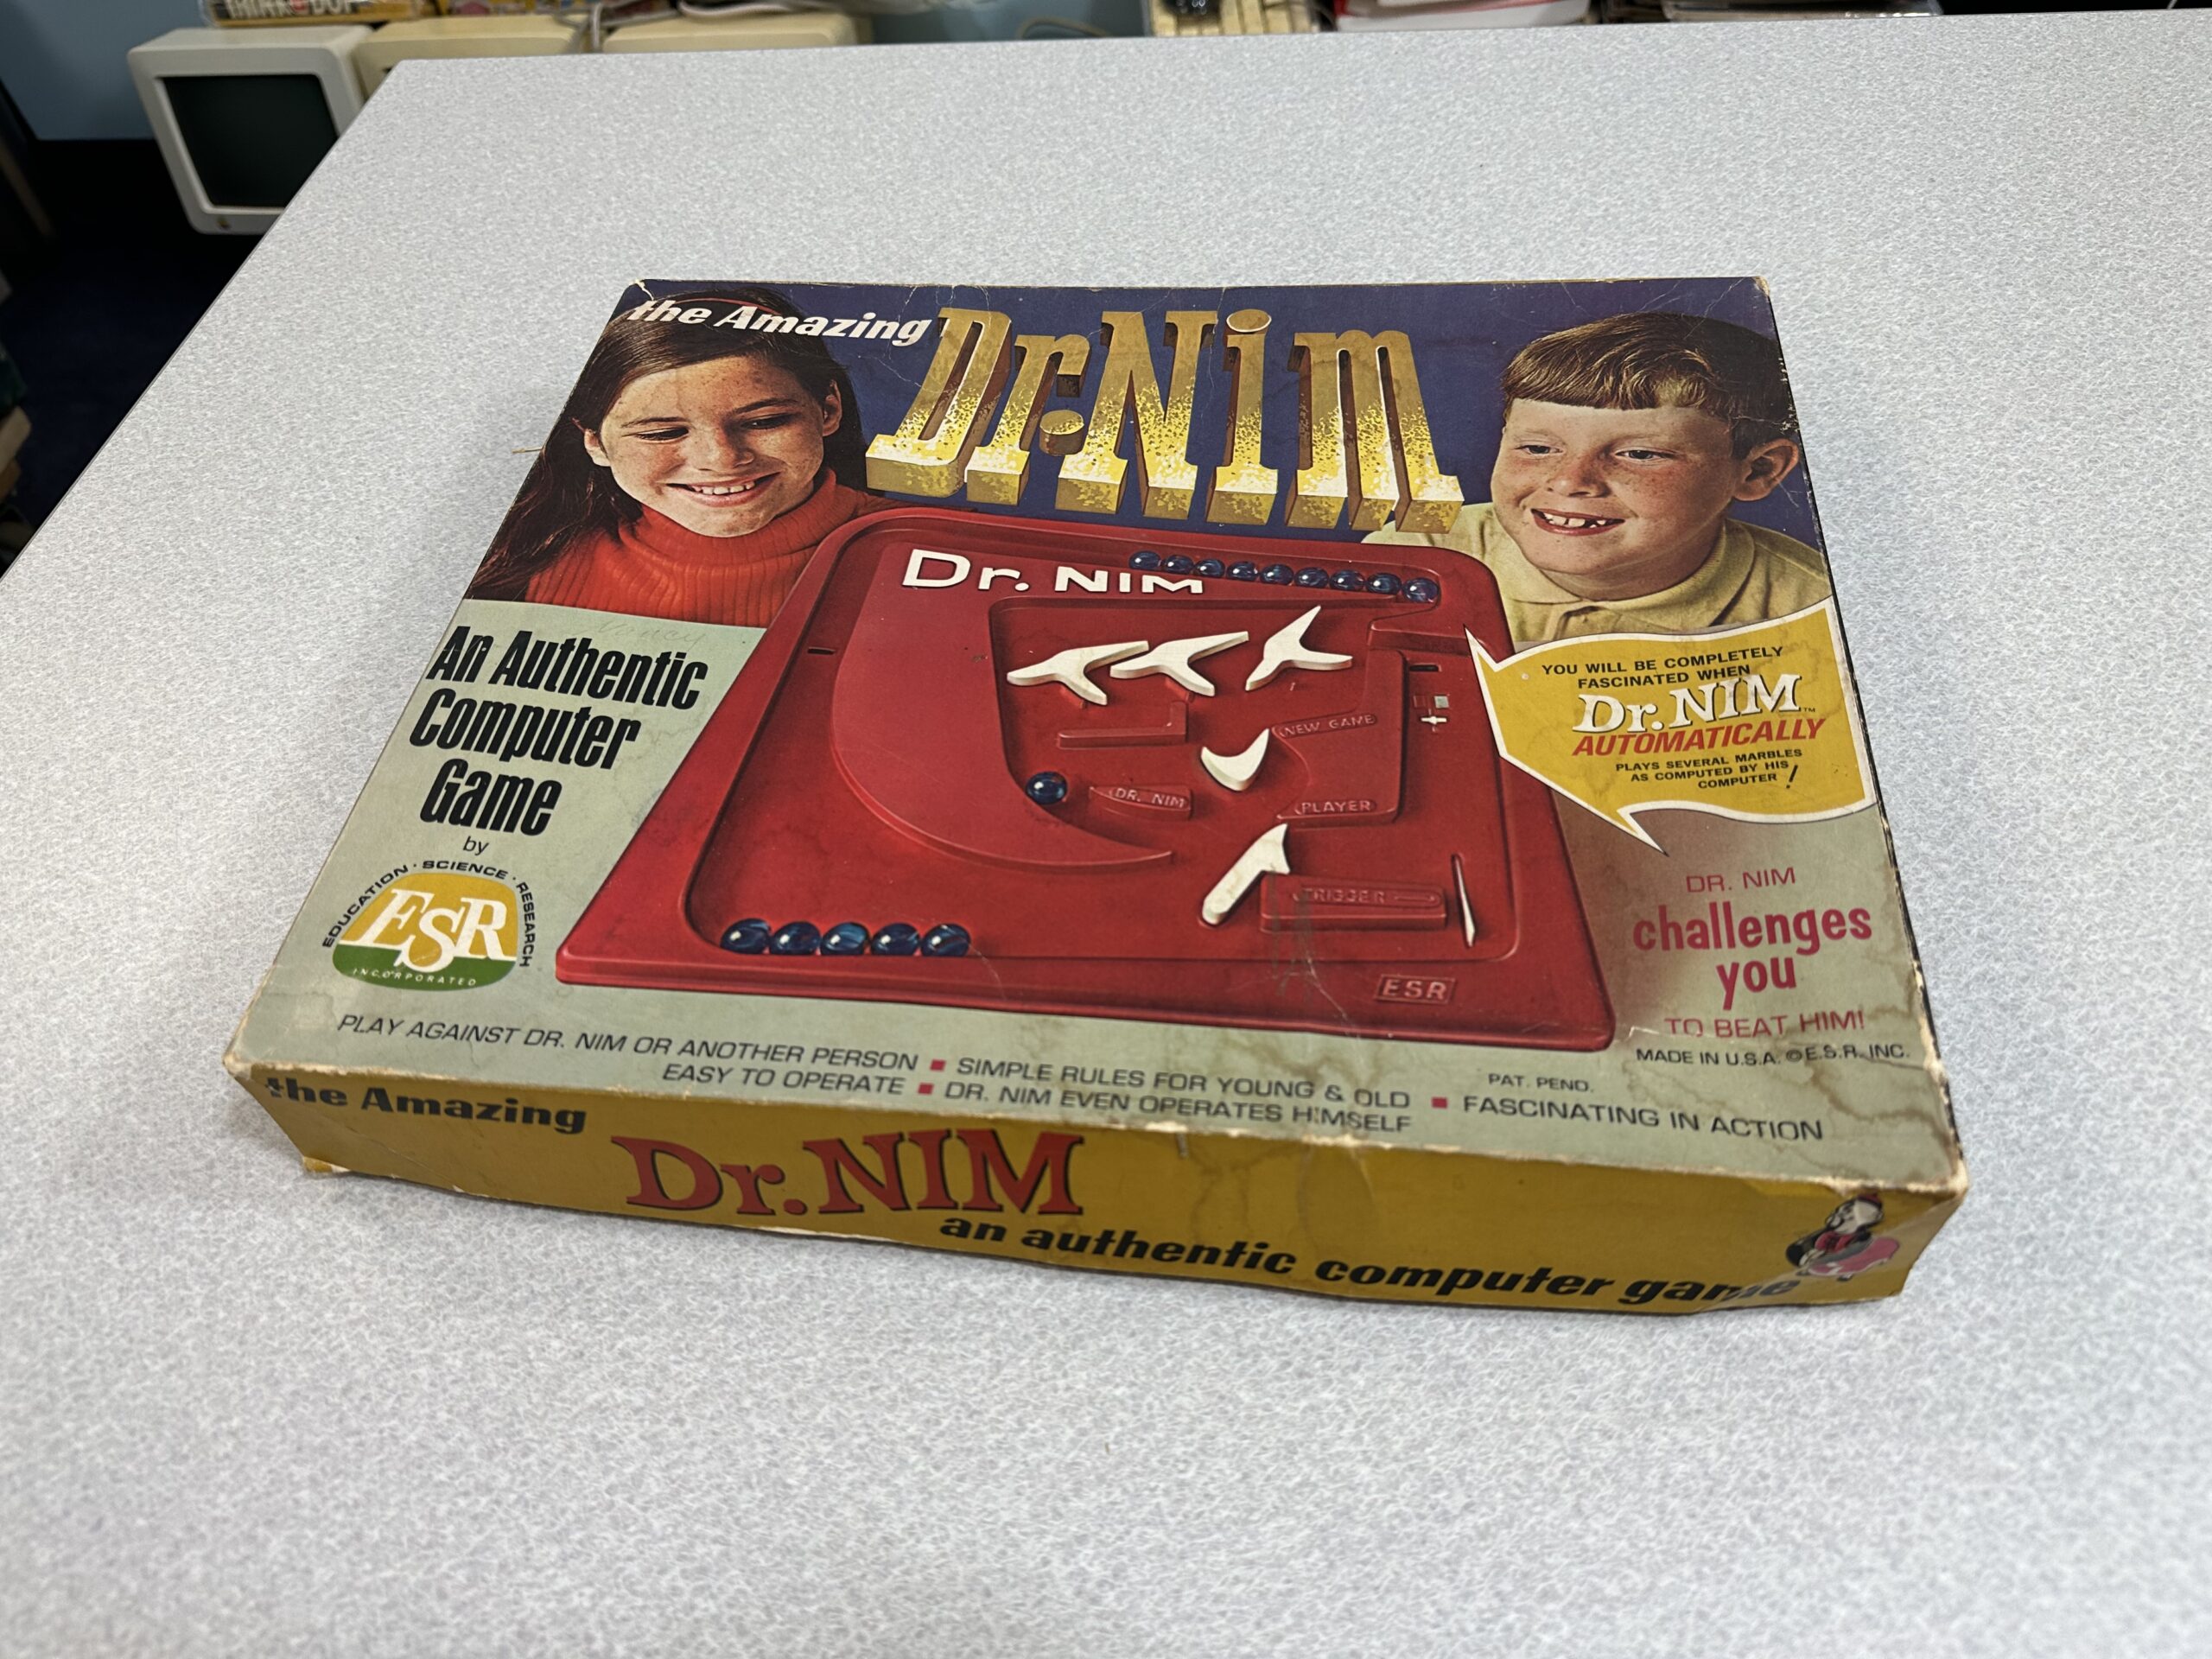 the Amazing
Dr. Nim
Dr. NIM
An Authentic
Computer
Game
by
EDUCATION · SCIENCE · RESEARCH
ESR
INCORPORATED
NEW GAME
DR. NIM
PLAYER
TRIGGER
ESR
YOU WILL BE COMPLETELY
FASCINATED WHEN
Dr. NIM™
AUTOMATICALLY
PLAYS SEVERAL MARBLES
AS COMPUTED BY HIS
COMPUTER!
DR. NIM
challenges
you
TO BEAT HIM!
MADE IN U.S.A. © E.S.R. INC.
PAT. PEND.
PLAY AGAINST DR. NIM OR ANOTHER PERSON ■ SIMPLE RULES FOR YOUNG & OLD ■ FASCINATING IN ACTION
EASY TO OPERATE ■ DR. NIM EVEN OPERATES HIMSELF
the Amazing
Dr. NIM
an authentic computer game